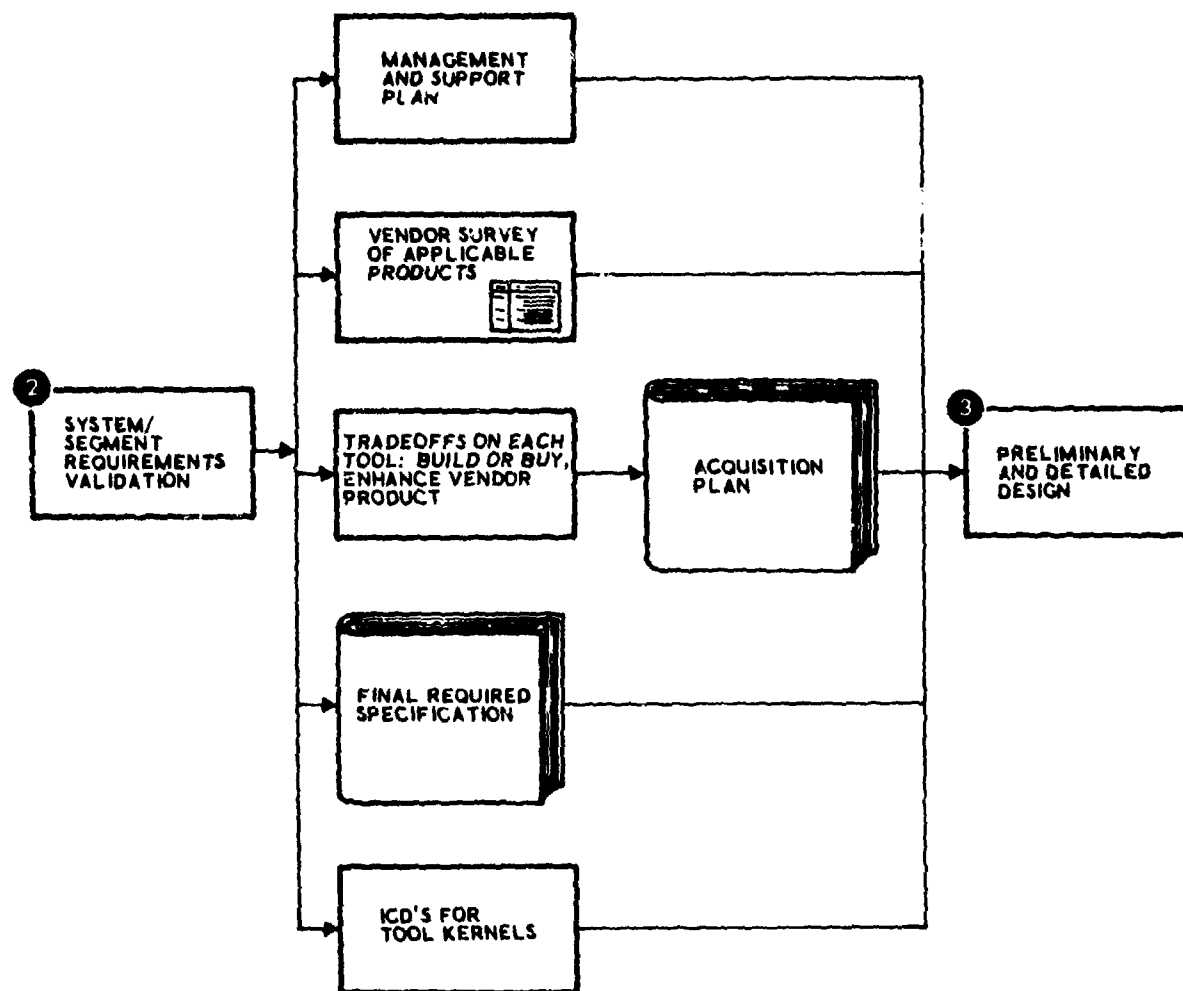 MANAGEMENT
AND SUPPORT
PLAN
VENDOR SURVEY
OF APPLICABLE
PRODUCTS
2
SYSTEM/
SEGMENT
REQUIREMENTS
VALIDATION
TRADEOFFS ON EACH
TOOL: BUILD OR BUY,
ENHANCE VENDOR
PRODUCT
ACQUISITION
PLAN
3
PRELIMINARY
AND DETAILED
DESIGN
FINAL REQUIRED
SPECIFICATION
ICD'S FOR
TOOL KERNELS